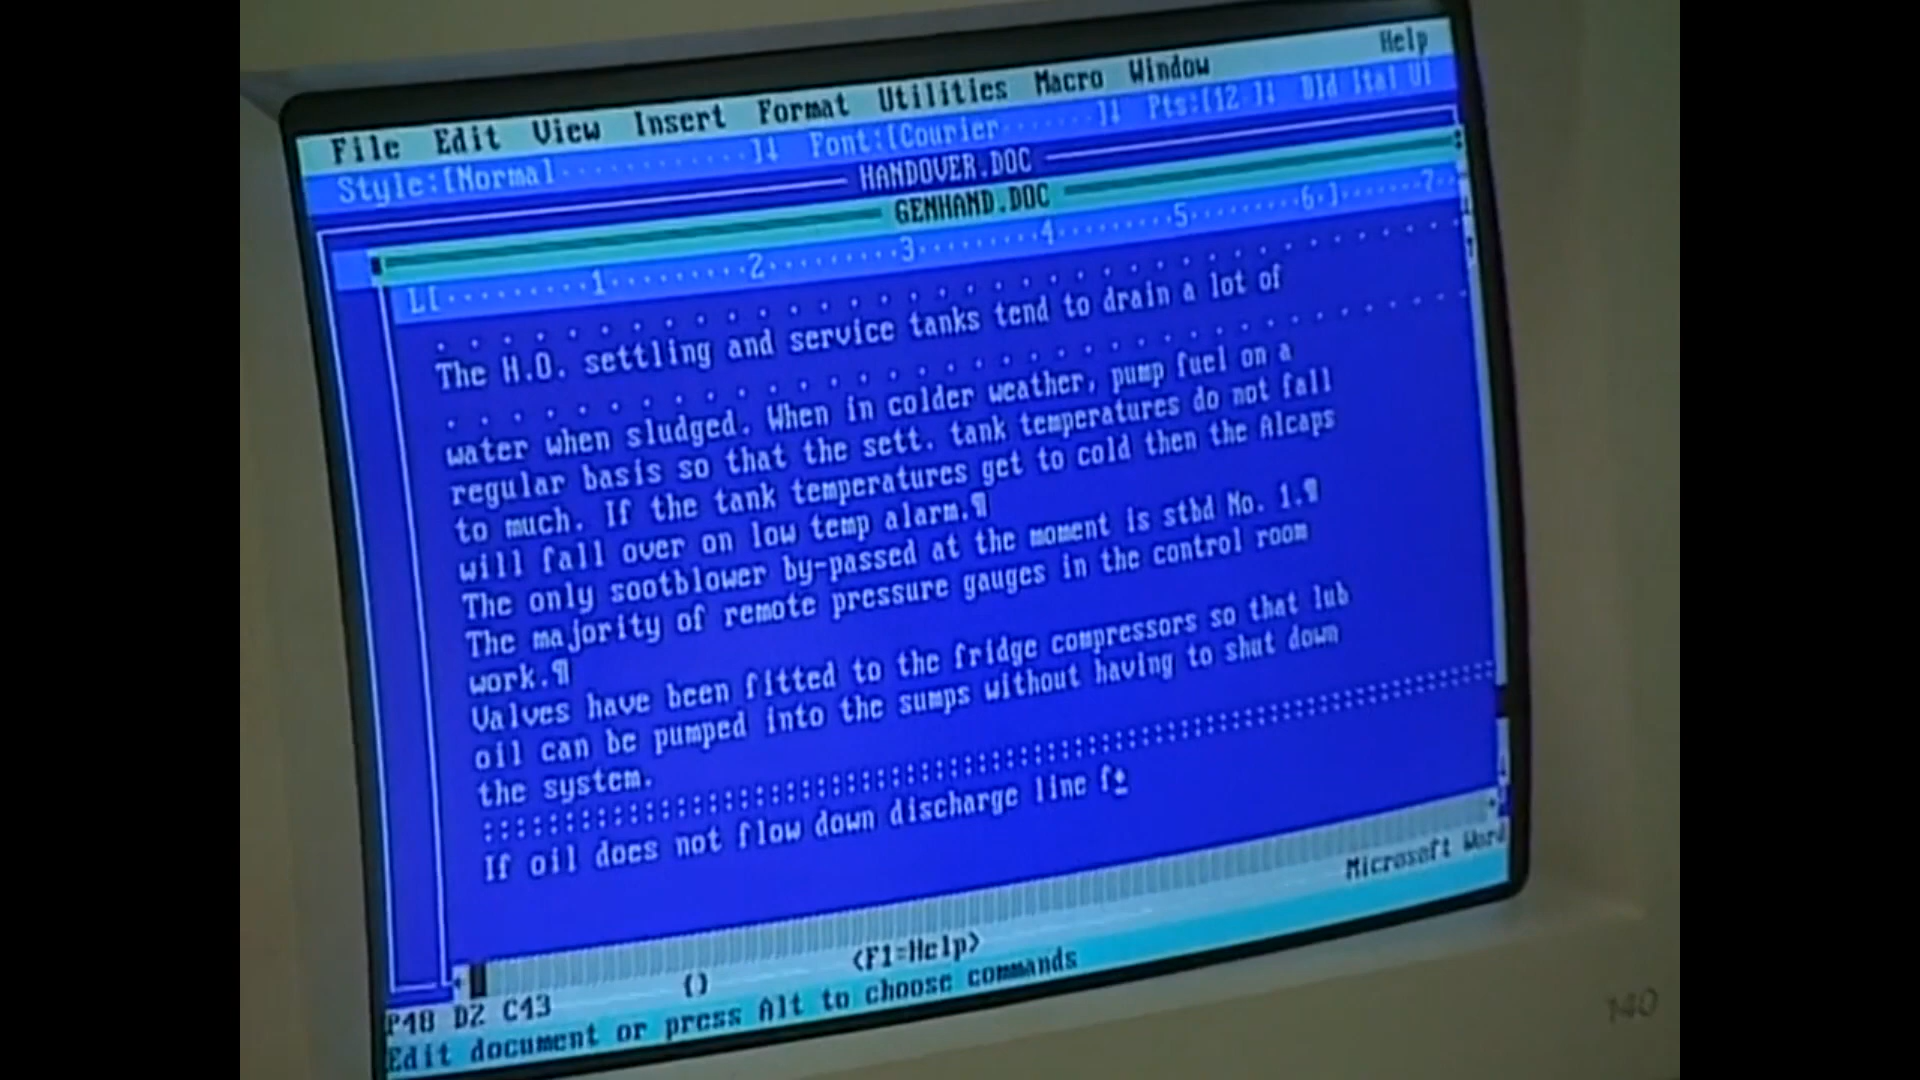 File Edit View Insert Format Utilities Macro Window Help
Style:[Normal ]↓ Font:[Courier ]↓ Pts:[12 ]↓ Bld Ital Ul
HANDOVER.DOC
GENHAND.DOC
L[ 1 2 3 4 5 6 ] 7
The H.O. settling and service tanks tend to drain a lot of
water when sludged. When in colder weather, pump fuel on a
regular basis so that the sett. tank temperatures do not fall
to much. If the tank temperatures get to cold then the Alcaps
will fall over on low temp alarm.¶
The only sootblower by-passed at the moment is stbd No. 1.¶
The majority of remote pressure gauges in the control room
work.¶
Valves have been fitted to the fridge compressors so that lub
oil can be pumped into the sumps without having to shut down
the system.
If oil does not flow down discharge line f
Microsoft Word
P48 D2 C43 {} <F1=Help>
Edit document or press Alt to choose commands
140